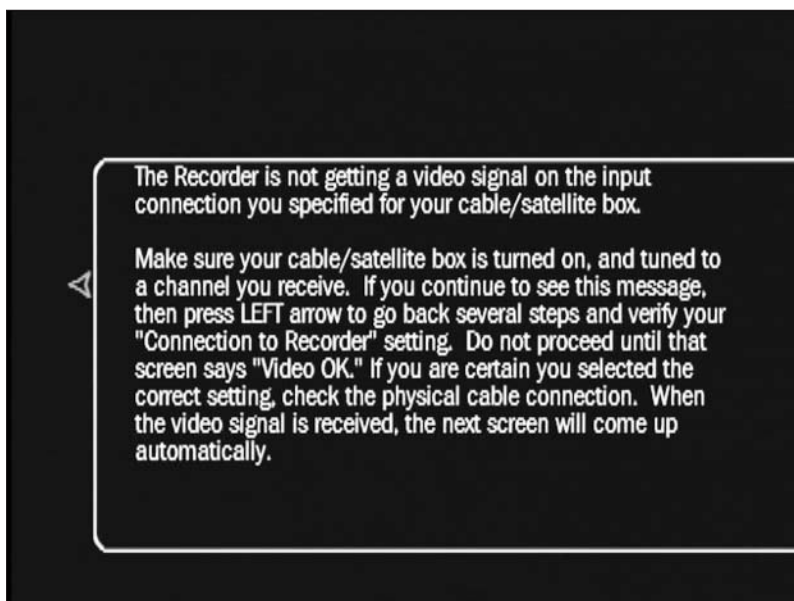 The Recorder is not getting a video signal on the input
connection you specified for your cable/satellite box.
Make sure your cable/satellite box is turned on, and tuned to
a channel you receive. If you continue to see this message,
then press LEFT arrow to go back several steps and verify your
"Connection to Recorder" setting. Do not proceed until that
screen says "Video OK." If you are certain you selected the
correct setting, check the physical cable connection. When
the video signal is received, the next screen will come up
automatically.